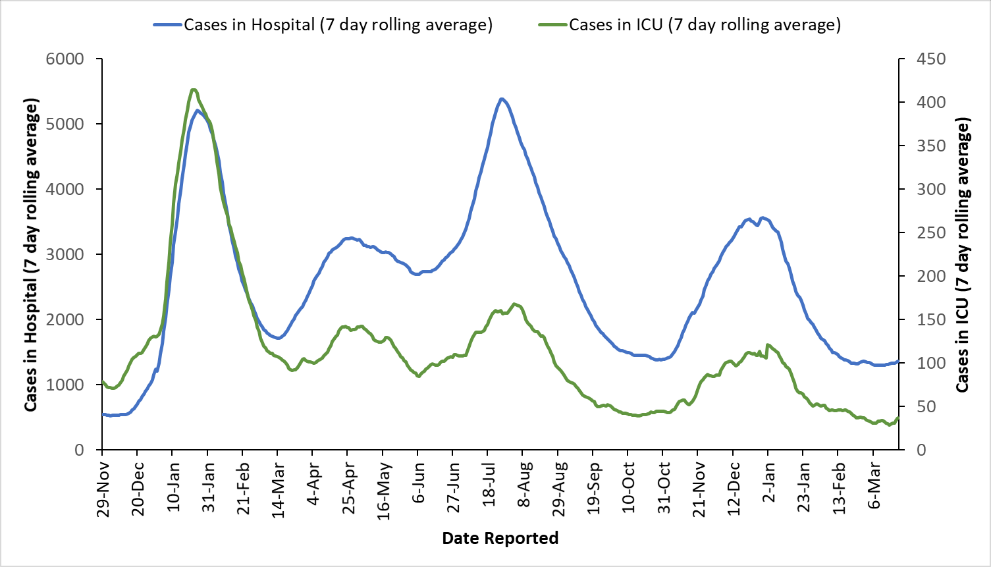 Cases in Hospital (7 day rolling average)
Cases in ICU (7 day rolling average)
6000
5000
4000
3000
2000
1000
0
Cases in Hospital (7 day rolling average)
450
400
350
300
250
200
150
100
50
0
Cases in ICU (7 day rolling average)
29-Nov
20-Dec
10-Jan
31-Jan
21-Feb
14-Mar
4-Apr
25-Apr
16-May
6-Jun
27-Jun
18-Jul
8-Aug
29-Aug
19-Sep
10-Oct
31-Oct
21-Nov
12-Dec
2-Jan
23-Jan
13-Feb
6-Mar
Date Reported